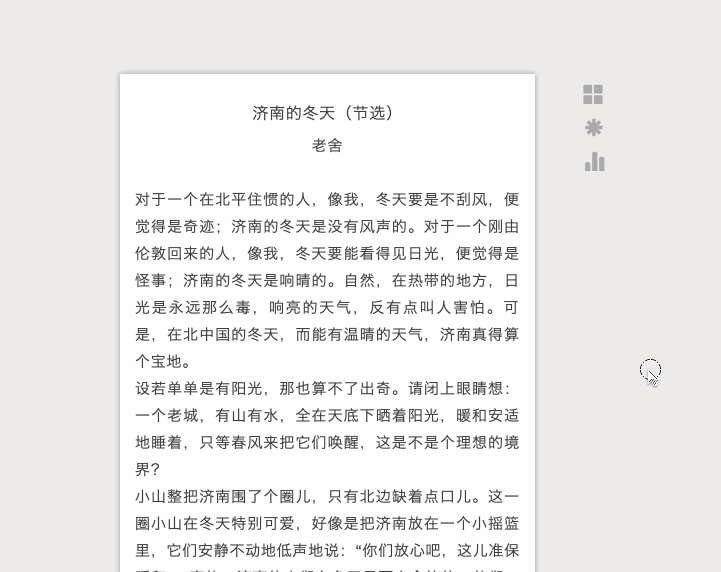 济南的冬天（节选）
老舍
对于一个在北平住惯的人，像我，冬天要是不刮风，便
觉得是奇迹；济南的冬天是没有风声的。对于一个刚由
伦敦回来的人，像我，冬天要能看得见日光，便觉得是
怪事；济南的冬天是响晴的。自然，在热带的地方，日
光是永远那么毒，响亮的天气，反有点叫人害怕。可
是，在北中国的冬天，而能有温晴的天气，济南真得算
个宝地。
设若单单是有阳光，那也算不了出奇。请闭上眼睛想：
一个老城，有山有水，全在天底下晒着阳光，暖和安适
地睡着，只等春风来把它们唤醒，这是不是个理想的境
界？
小山整把济南围了个圈儿，只有北边缺着点口儿。这一
圈小山在冬天特别可爱，好像是把济南放在一个小摇篮
里，它们安静不动地低声地说：“你们放心吧，这儿准保